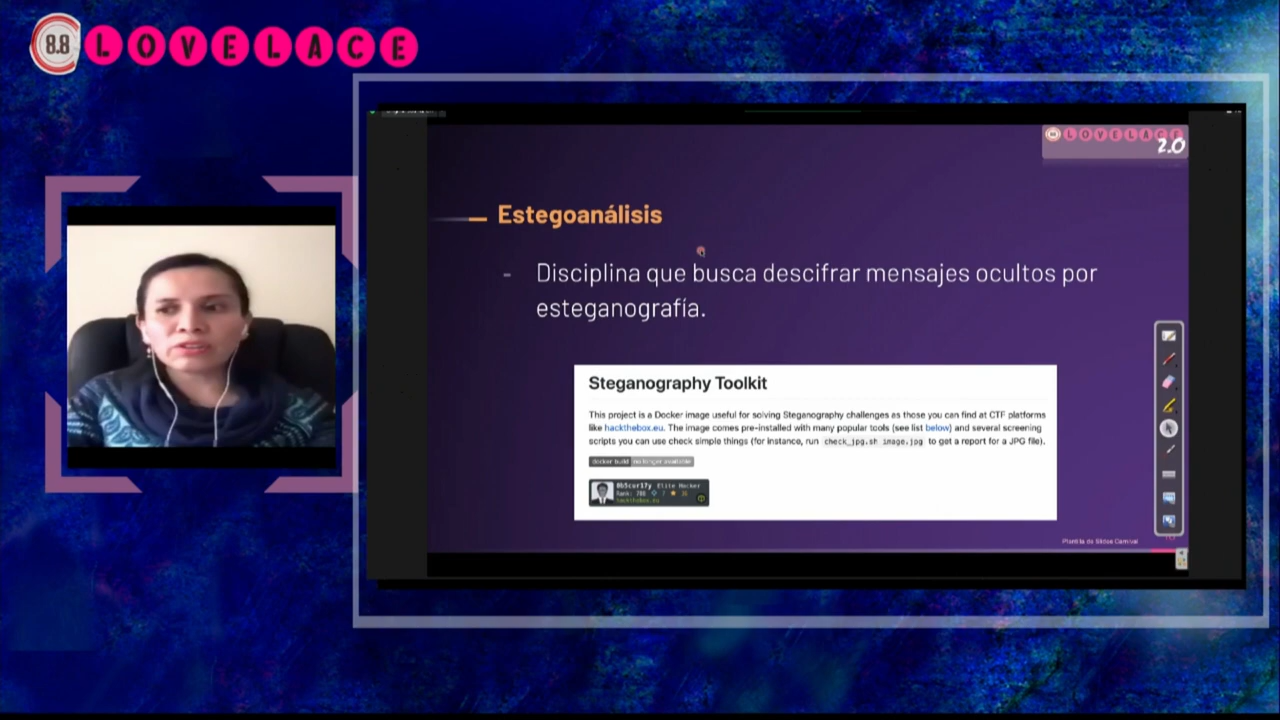 8.8 LOVELACE
LOVELACE
2.0
Estegoanálisis
- Disciplina que busca descifrar mensajes ocultos por
esteganografía.
Steganography Toolkit
This project is a Docker image useful for solving Steganography challenges as those you can find at CTF platforms
like hackthebox.eu. The image comes pre-installed with many popular tools (see list below) and several screening
scripts you can use check simple things (for instance, run check_jpg.sh image.jpg to get a report for a JPG file).
docker build no longer available
Elite Hacker
hackthebox.eu
Plantilla de Slides Carnival